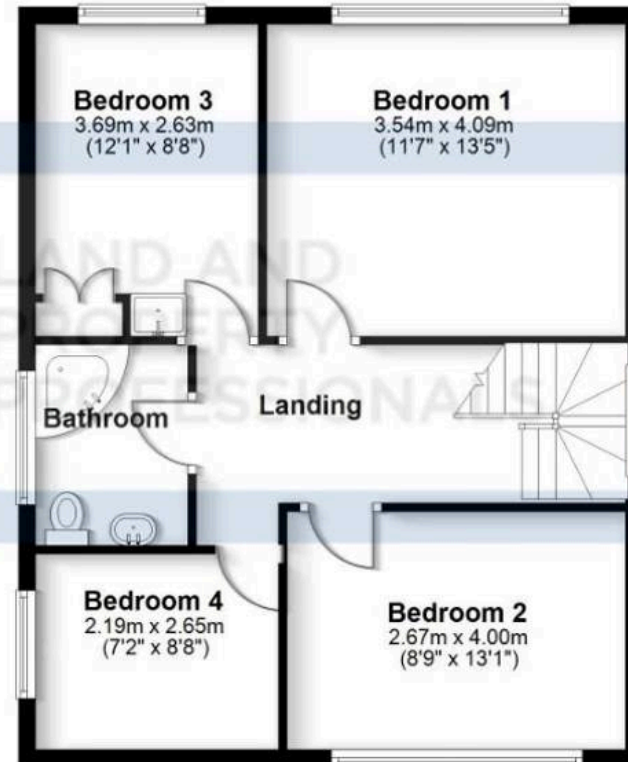 Bedroom 3
3.69m x 2.63m
(12'1" x 8'8")
Bedroom 1
3.54m x 4.09m
(11'7" x 13'5")
LAND AND
PROPERTY
PROFESSIONALS
Bathroom
Landing
Bedroom 4
2.19m x 2.65m
(7'2" x 8'8")
Bedroom 2
2.67m x 4.00m
(8'9" x 13'1")